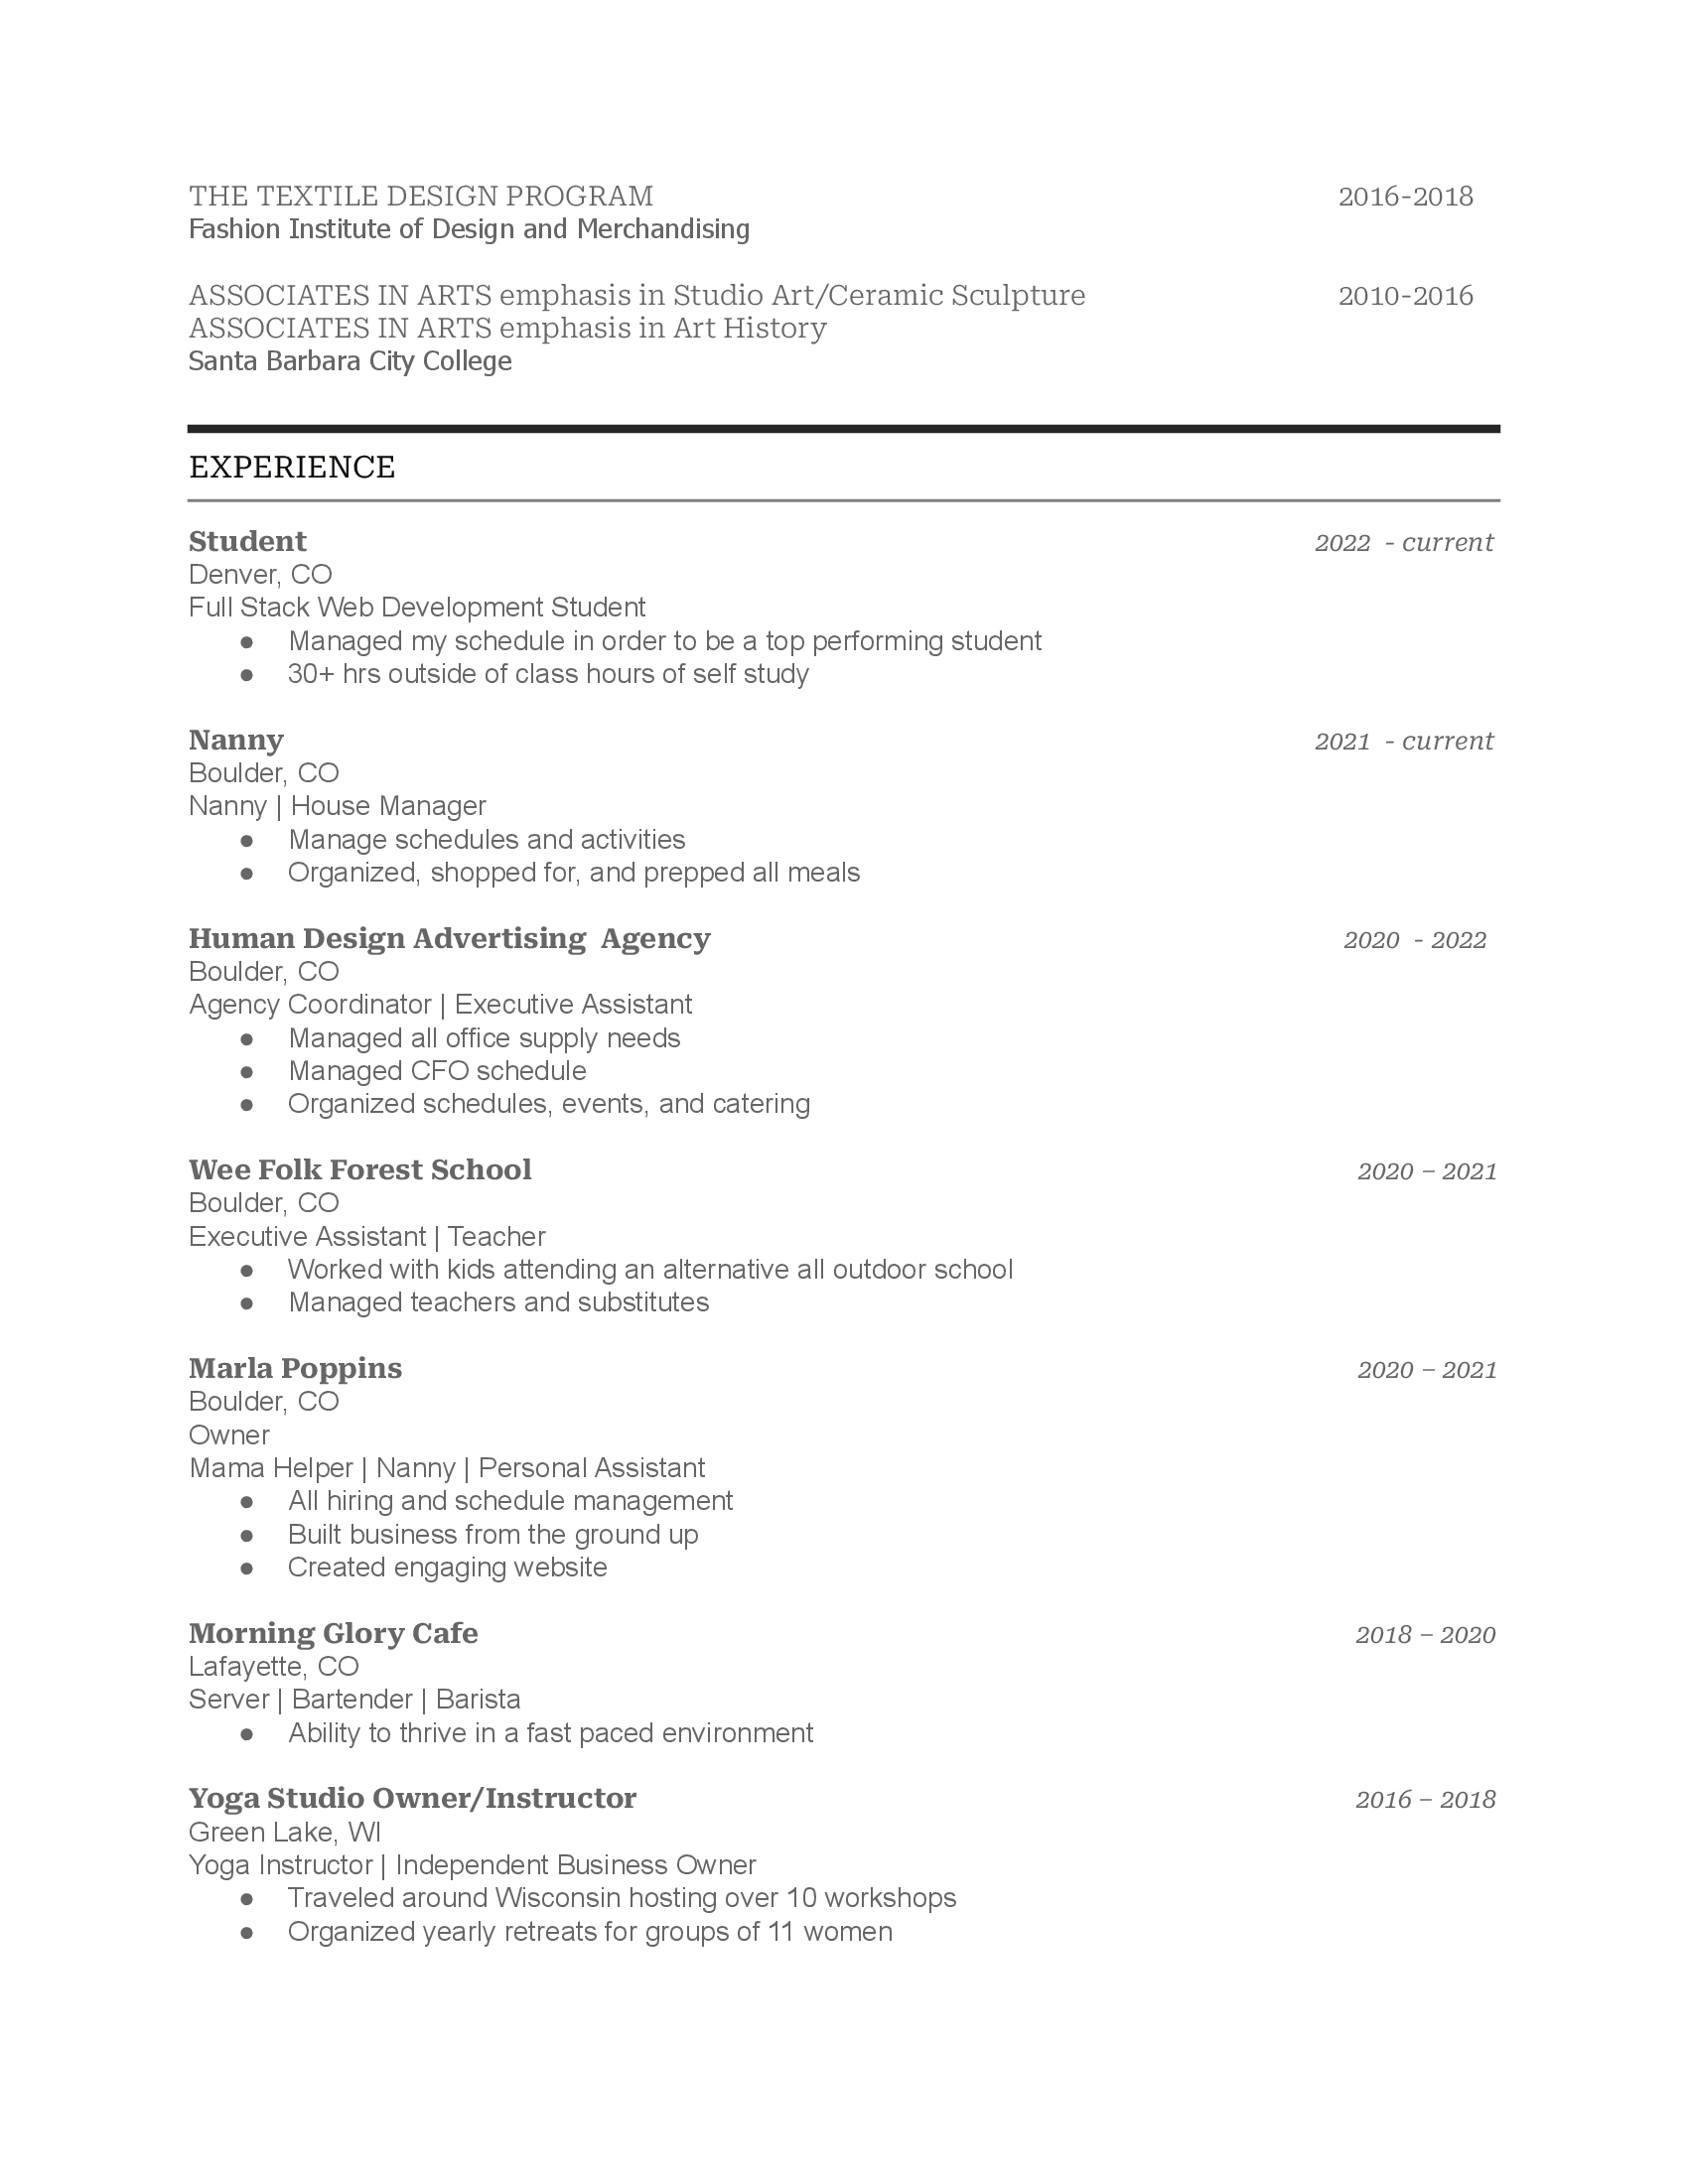 THE TEXTILE DESIGN PROGRAM 2016-2018
Fashion Institute of Design and Merchandising
ASSOCIATES IN ARTS emphasis in Studio Art/Ceramic Sculpture 2010-2016
ASSOCIATES IN ARTS emphasis in Art History
Santa Barbara City College
EXPERIENCE
Student 2022 - current
Denver, CO
Full Stack Web Development Student
● Managed my schedule in order to be a top performing student
● 30+ hrs outside of class hours of self study
Nanny 2021 - current
Boulder, CO
Nanny | House Manager
● Manage schedules and activities
● Organized, shopped for, and prepped all meals
Human Design Advertising Agency 2020 - 2022
Boulder, CO
Agency Coordinator | Executive Assistant
● Managed all office supply needs
● Managed CFO schedule
● Organized schedules, events, and catering
Wee Folk Forest School 2020 – 2021
Boulder, CO
Executive Assistant | Teacher
● Worked with kids attending an alternative all outdoor school
● Managed teachers and substitutes
Marla Poppins 2020 – 2021
Boulder, CO
Owner
Mama Helper | Nanny | Personal Assistant
● All hiring and schedule management
● Built business from the ground up
● Created engaging website
Morning Glory Cafe 2018 – 2020
Lafayette, CO
Server | Bartender | Barista
● Ability to thrive in a fast paced environment
Yoga Studio Owner/Instructor 2016 – 2018
Green Lake, WI
Yoga Instructor | Independent Business Owner
● Traveled around Wisconsin hosting over 10 workshops
● Organized yearly retreats for groups of 11 women